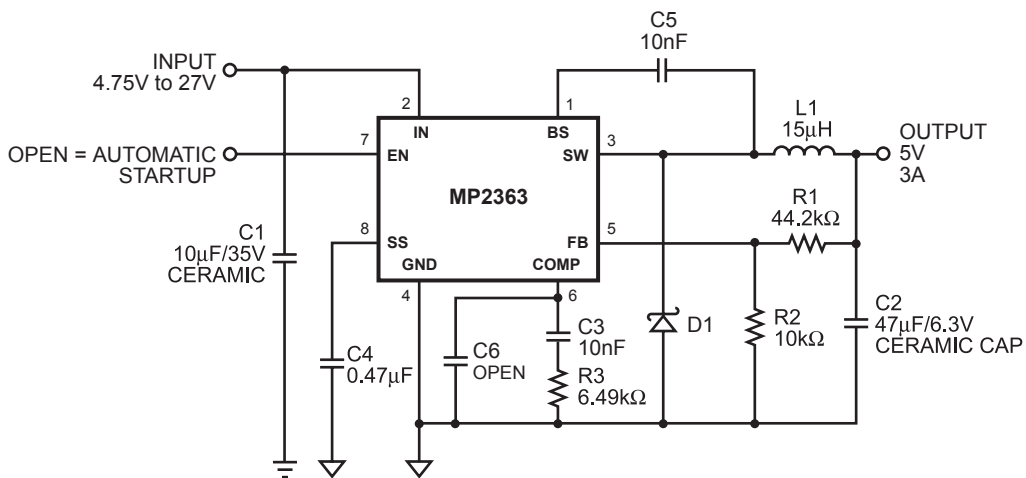 C5
10nF
INPUT
4.75V to 27V
2
1
L1
15μH
IN
BS
OUTPUT
5V
3A
7
EN
SW
3
OPEN = AUTOMATIC
STARTUP
MP2363
R1
44.2kΩ
8
SS
FB
5
C1
10μF/35V
CERAMIC
GND
COMP
4
6
C4
0.47μF
C6
OPEN
C3
10nF
R3
6.49kΩ
D1
R2
10kΩ
C2
47μF/6.3V
CERAMIC CAP